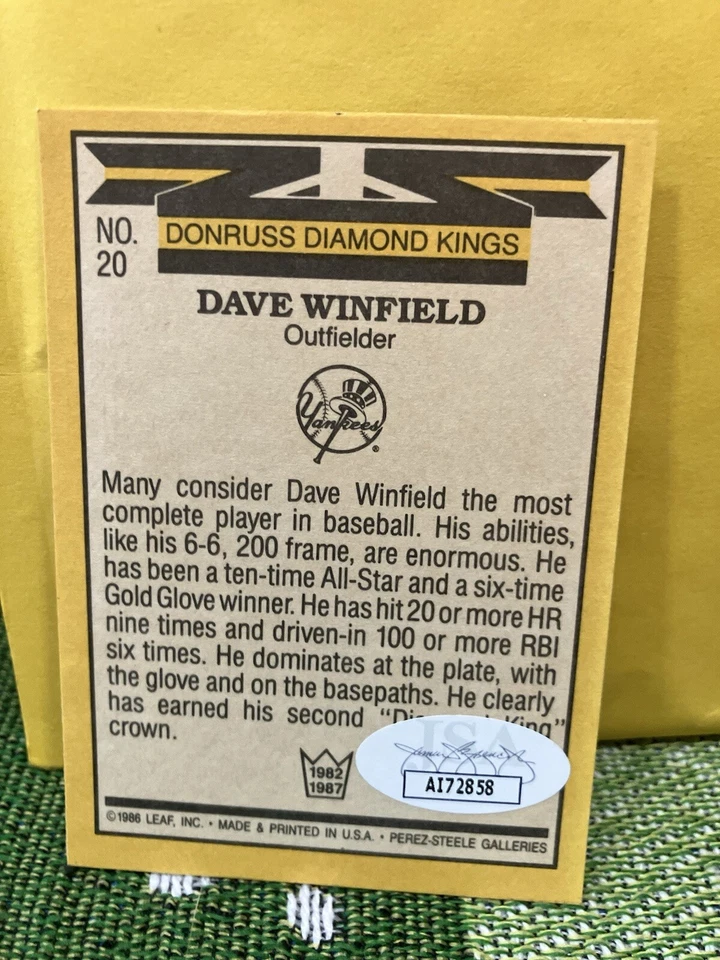 NO.
20
DONRUSS DIAMOND KINGS
DAVE WINFIELD
Outfielder
Yankees
®
Many consider Dave Winfield the most
complete player in baseball. His abilities,
like his 6-6, 200 frame, are enormous. He
has been a ten-time All-Star and a six-time
Gold Glove winner. He has hit 20 or more HR
nine times and driven-in 100 or more RBI
six times. He dominates at the plate, with
the glove and on the basepaths. He clearly
has earned his second "Di King"
crown.
1982
1987
JSA
AI72858
©1986 LEAF, INC. • MADE & PRINTED IN U.S.A. • PEREZ-STEELE GALLERIES